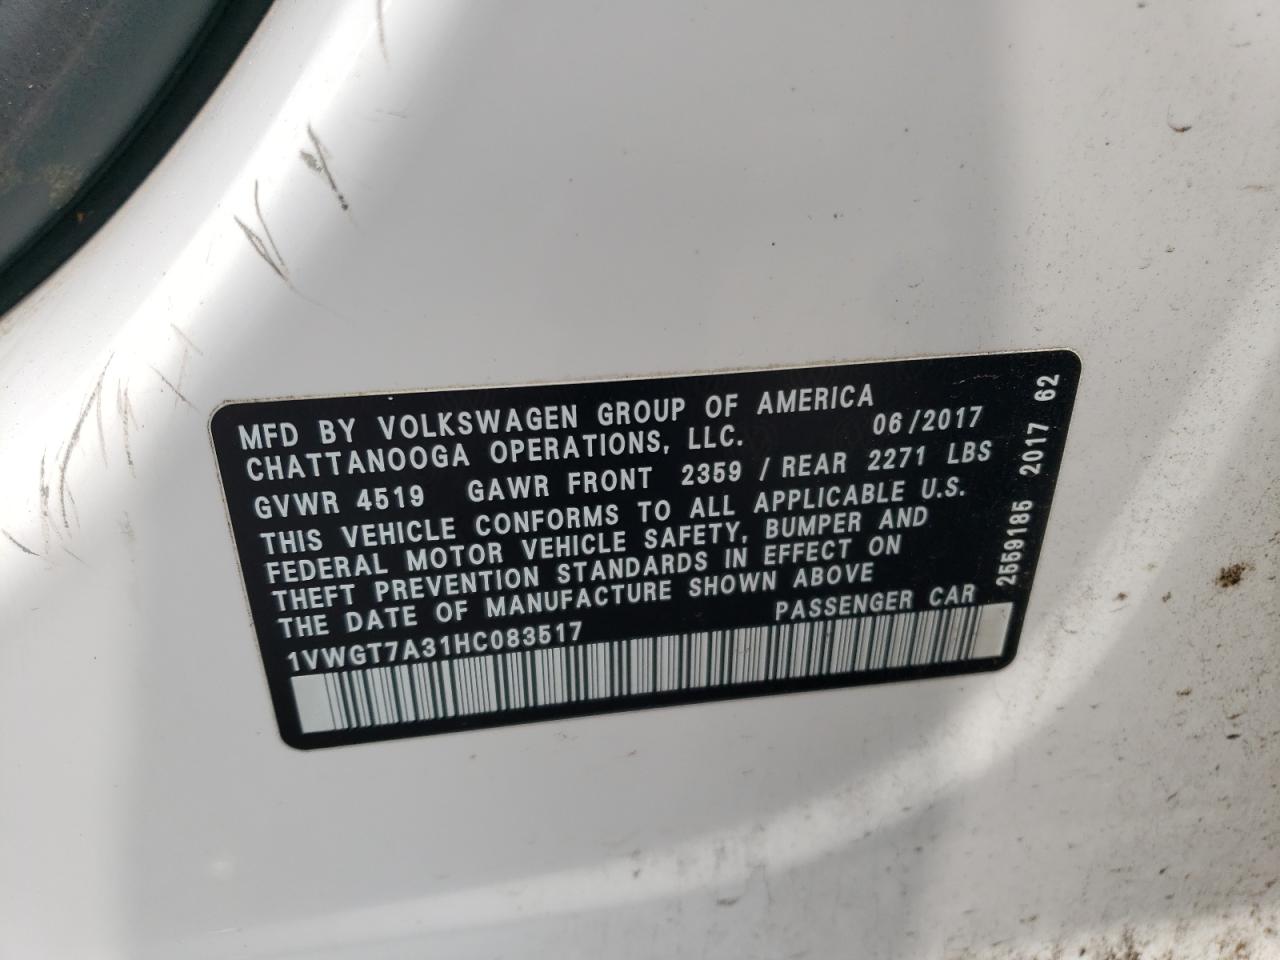 MFD BY VOLKSWAGEN GROUP OF AMERICA
CHATTANOOGA OPERATIONS, LLC. 06/2017
GVWR 4519 GAWR FRONT 2359 / REAR 2271 LBS
THIS VEHICLE CONFORMS TO ALL APPLICABLE U.S.
FEDERAL MOTOR VEHICLE SAFETY, BUMPER AND
THEFT PREVENTION STANDARDS IN EFFECT ON
THE DATE OF MANUFACTURE SHOWN ABOVE
1VWGT7A31HC083517 PASSENGER CAR
2559185 2017 62